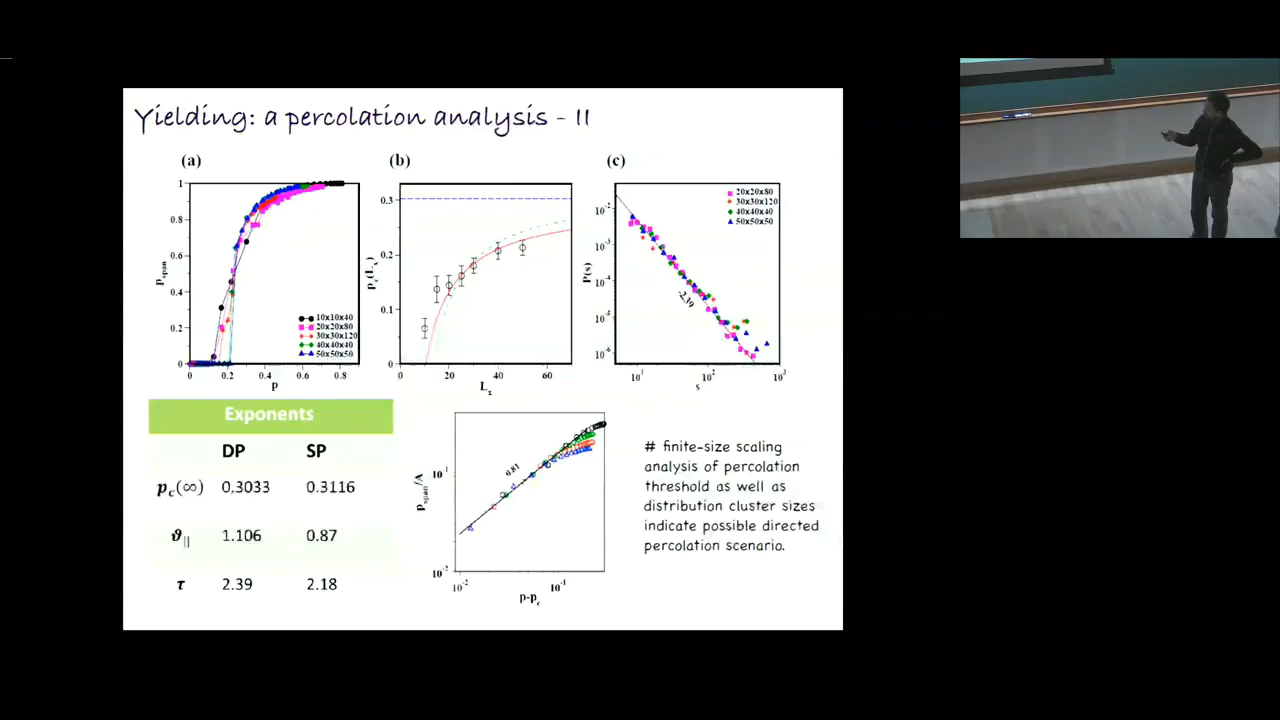 Yielding: a percolation analysis - II
(a)
(b)
(c)
1
0.8
0.6
0.4
0.2
0
0
0.2
0.4
0.6
0.8
p_span
p
10x10x40
20x20x80
30x30x120
40x40x40
50x50x50
0.3
0.2
0.1
0
0
20
40
60
10^-2
10^-3
10^-4
10^-5
10^-6
10^1
10^2
10^3
P(s)
s
-2.39
20x20x80
30x30x120
40x40x40
50x50x50
Exponents
DP SP
p_c(∞) 0.3033 0.3116
ϑ_|| 1.106 0.87
τ 2.39 2.18
p_span/A
10^-1
10^-2
10^-2
10^-1
0.81
p-p_c
# finite-size scaling
analysis of percolation
threshold as well as
distribution cluster sizes
indicate possible directed
percolation scenario.